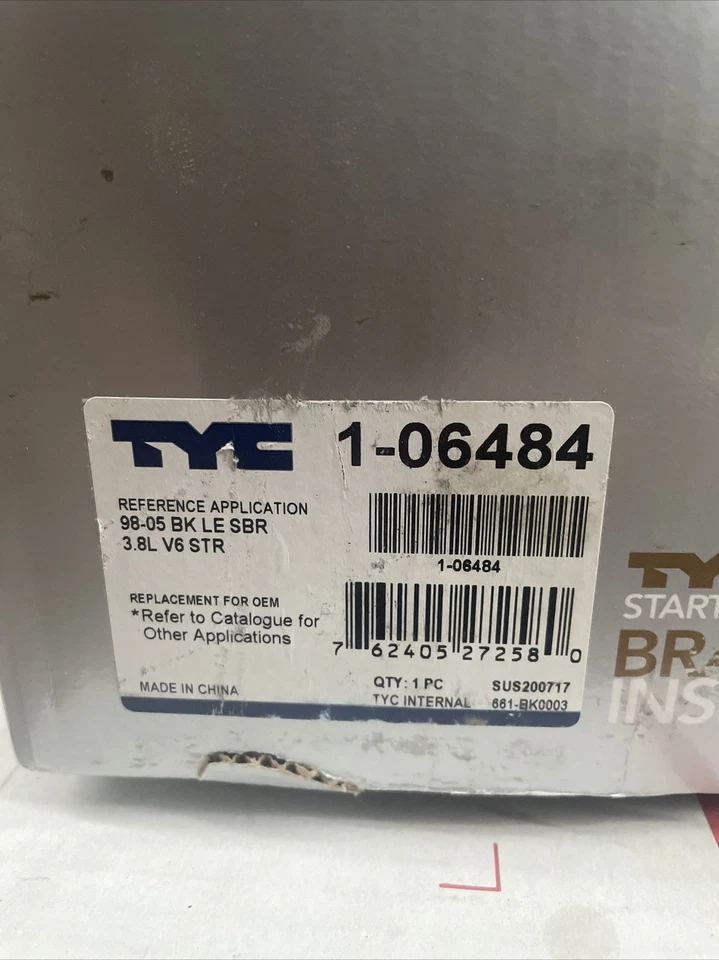 TYC 1-06484
REFERENCE APPLICATION
98-05 BK LE SBR
3.8L V6 STR
1-06484
REPLACEMENT FOR OEM
*Refer to Catalogue for
Other Applications
7 62405 27258 0
MADE IN CHINA
QTY: 1 PC SUS200717
TYC INTERNAL 661-BK0003
TY
START
BRA
INS